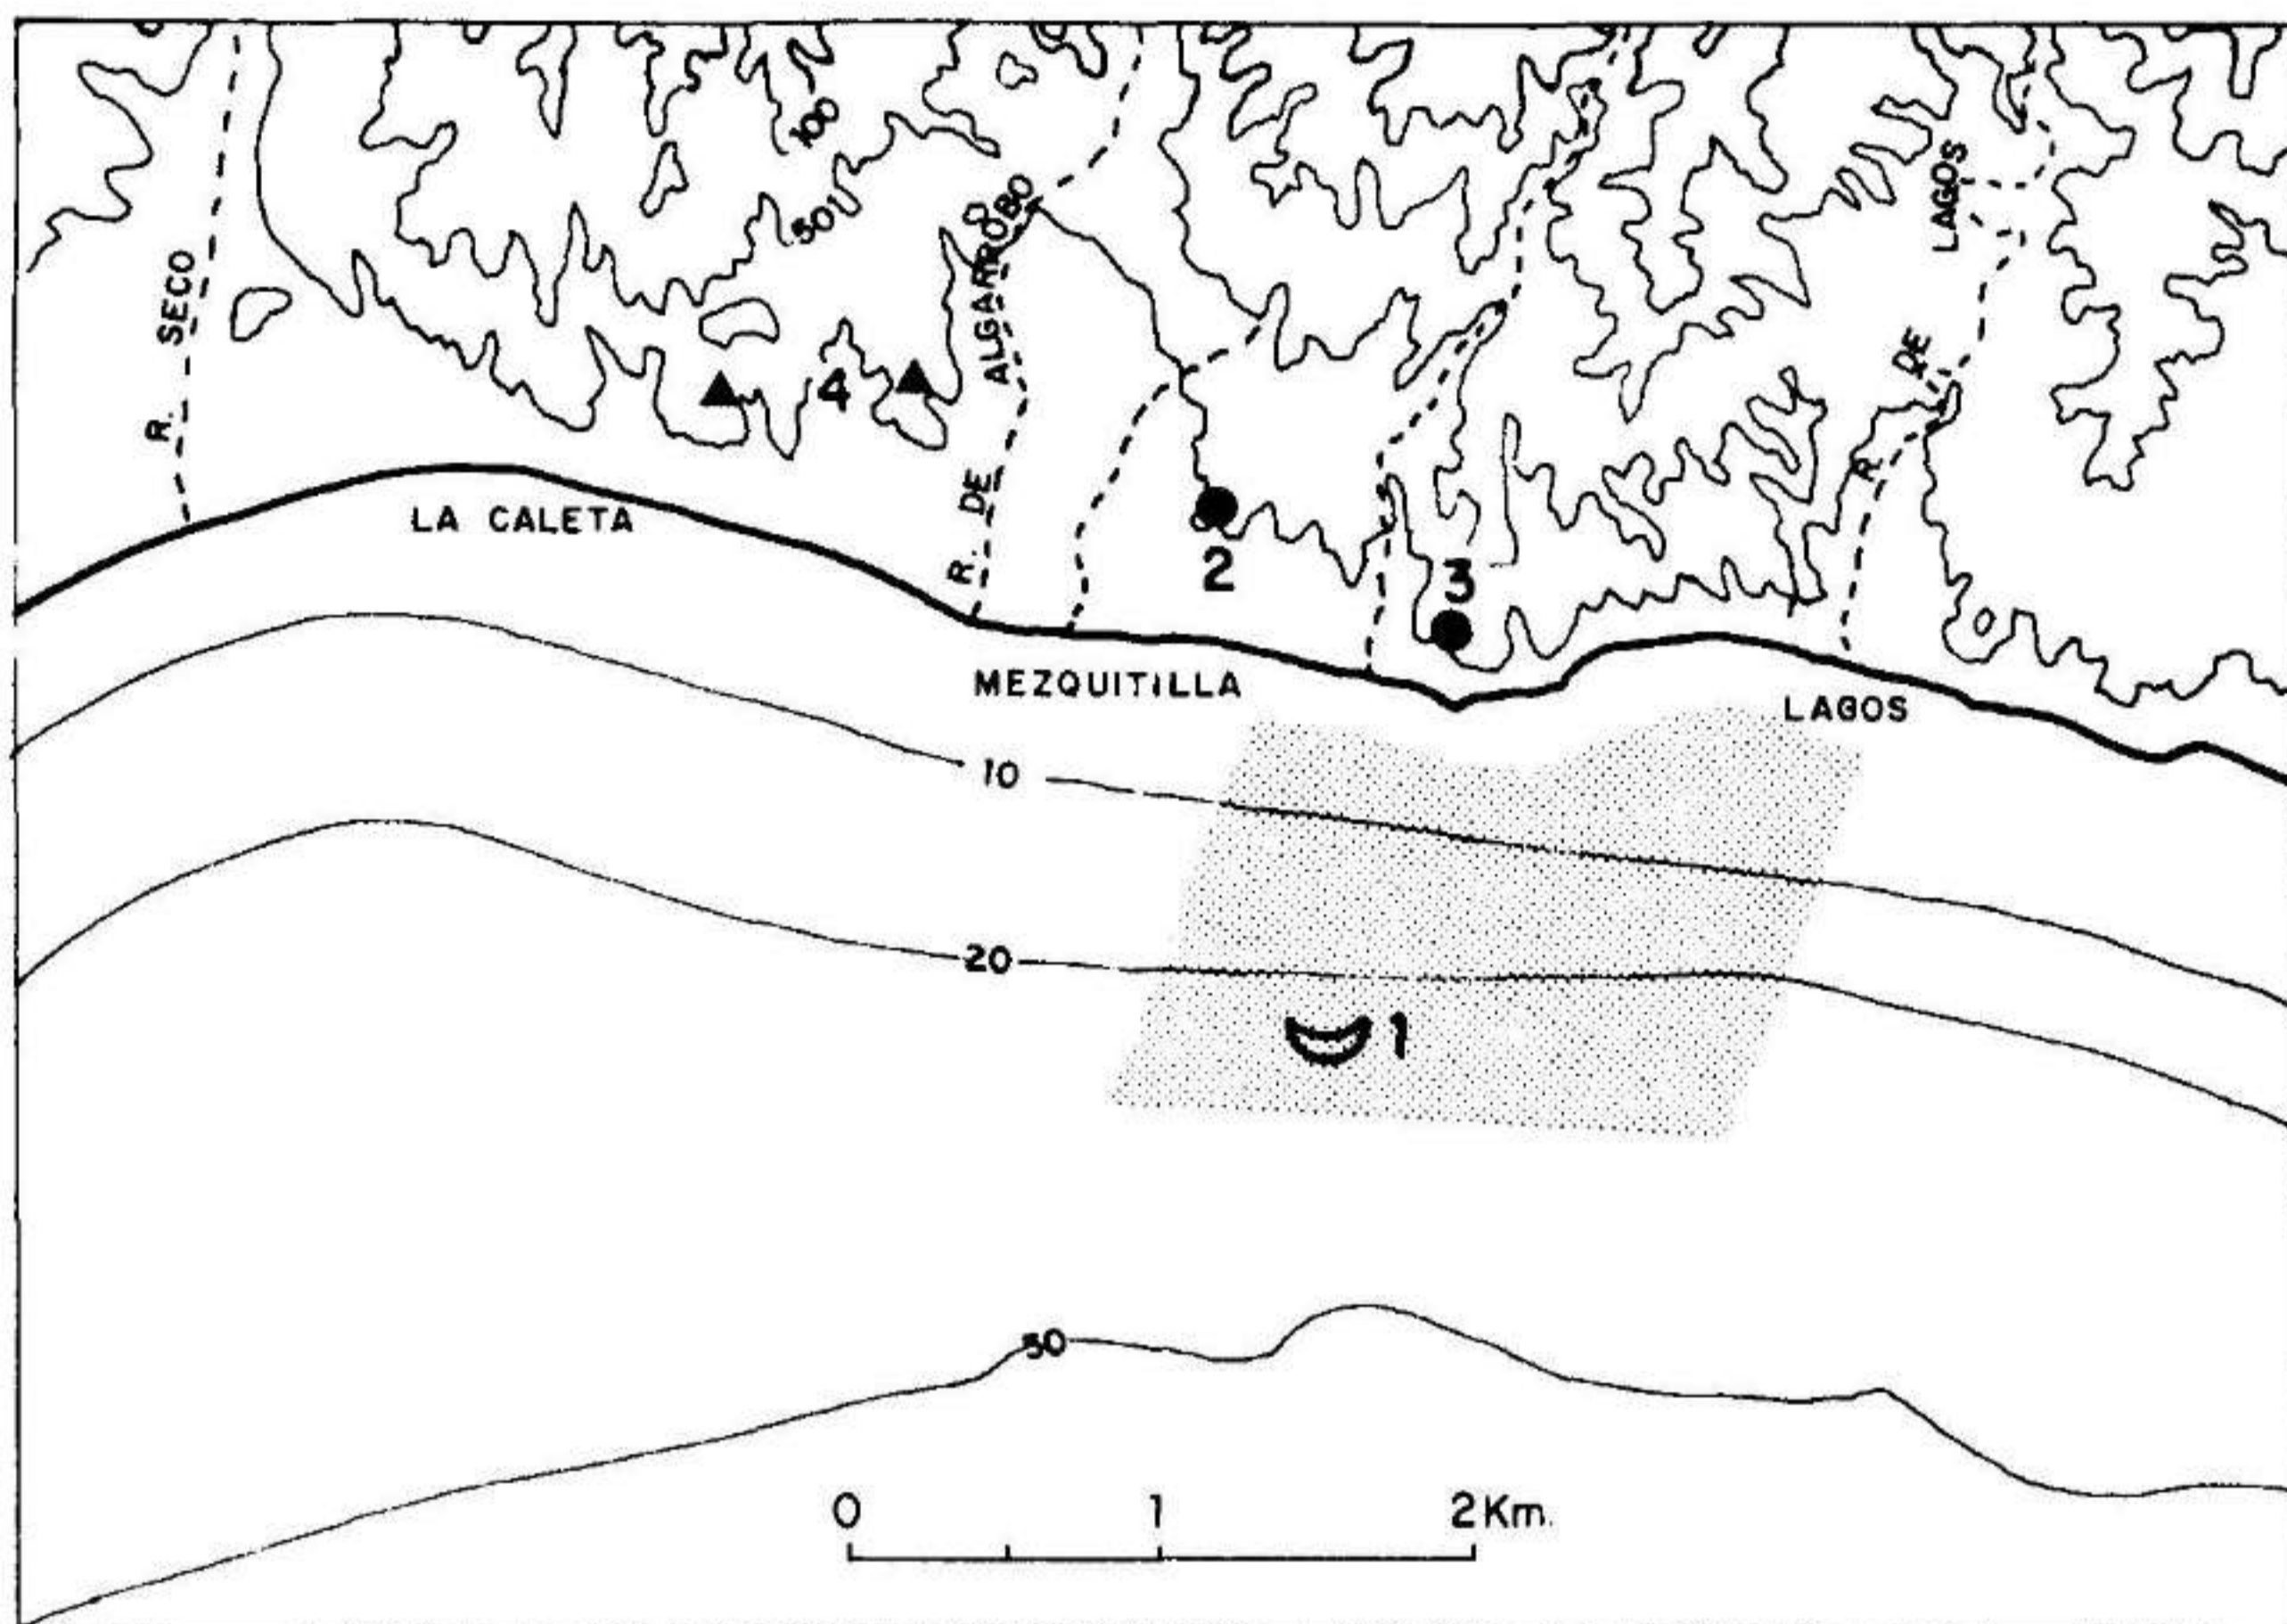 100
50
LAGOS
R. SECO
R. DE ALGARROBO
R. DE
4
2
3
LA CALETA
MEZQUITILLA
LAGOS
10
20
1
50
0 1 2 Km.